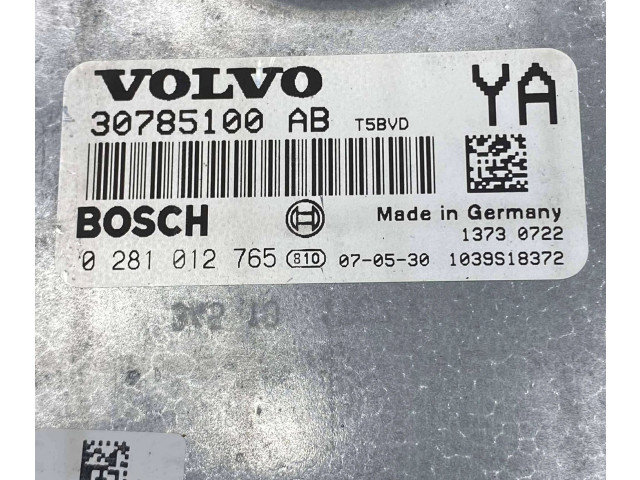 VOLVO YA
30785100 AB T5BVD
BOSCH Made in Germany
1373 0722
0 281 012 765 810 07-05-30 1039S18372